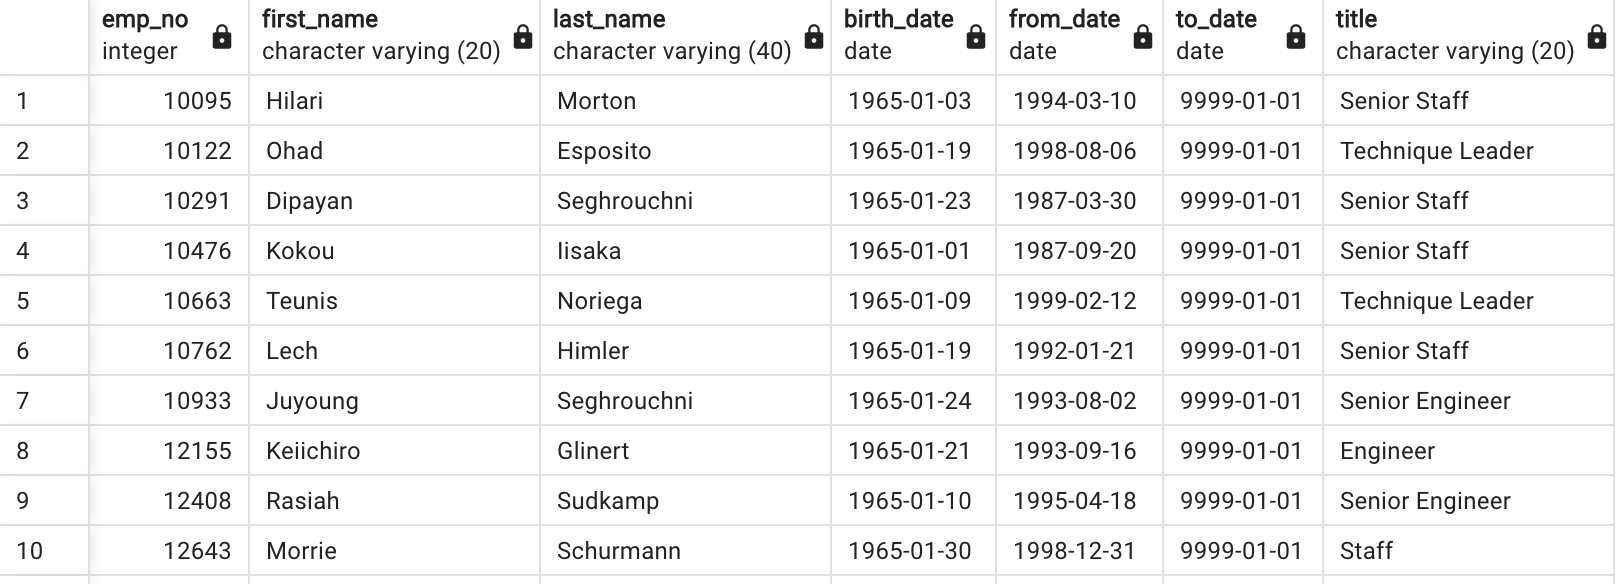 emp_no first_name last_name birth_date from_date to_date title
integer character varying (20) character varying (40) date date date character varying (20)
1 10095 Hilari Morton 1965-01-03 1994-03-10 9999-01-01 Senior Staff
2 10122 Ohad Esposito 1965-01-19 1998-08-06 9999-01-01 Technique Leader
3 10291 Dipayan Seghrouchni 1965-01-23 1987-03-30 9999-01-01 Senior Staff
4 10476 Kokou Iisaka 1965-01-01 1987-09-20 9999-01-01 Senior Staff
5 10663 Teunis Noriega 1965-01-09 1999-02-12 9999-01-01 Technique Leader
6 10762 Lech Himler 1965-01-19 1992-01-21 9999-01-01 Senior Staff
7 10933 Juyoung Seghrouchni 1965-01-24 1993-08-02 9999-01-01 Senior Engineer
8 12155 Keiichiro Glinert 1965-01-21 1993-09-16 9999-01-01 Engineer
9 12408 Rasiah Sudkamp 1965-01-10 1995-04-18 9999-01-01 Senior Engineer
10 12643 Morrie Schurmann 1965-01-30 1998-12-31 9999-01-01 Staff